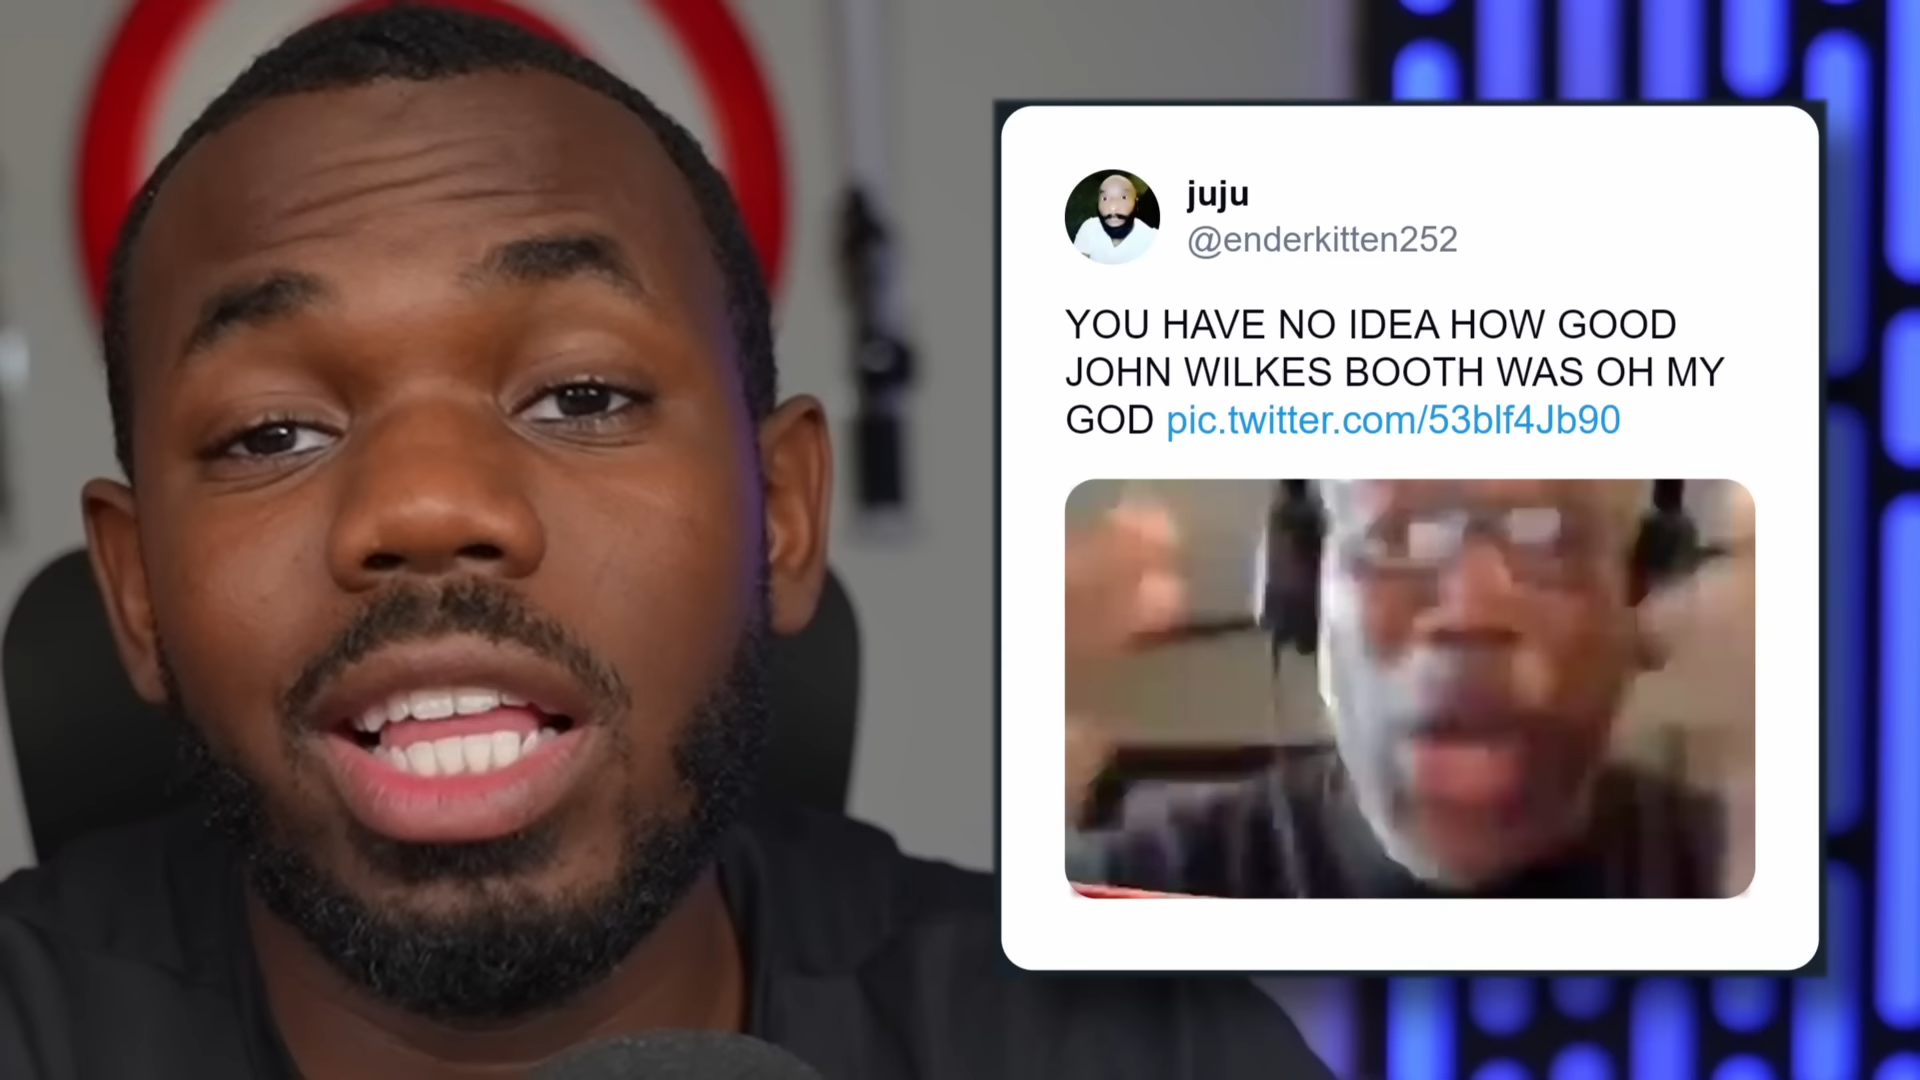 juju
@enderkitten252
YOU HAVE NO IDEA HOW GOOD
JOHN WILKES BOOTH WAS OH MY
GOD pic.twitter.com/53blf4Jb90